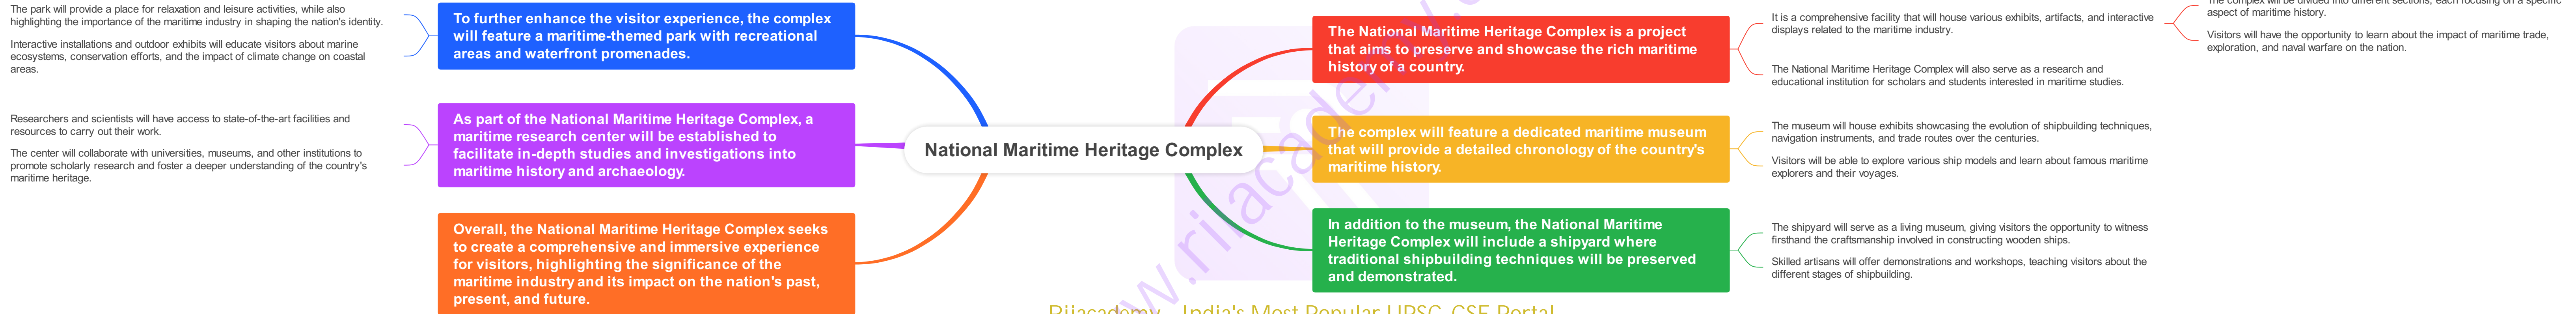 The park will provide a place for relaxation and leisure activities, while also
highlighting the importance of the maritime industry in shaping the nation's identity.
Interactive installations and outdoor exhibits will educate visitors about marine
ecosystems, conservation efforts, and the impact of climate change on coastal
areas.
To further enhance the visitor experience, the complex
will feature a maritime-themed park with recreational
areas and waterfront promenades.
Researchers and scientists will have access to state-of-the-art facilities and
resources to carry out their work.
The center will collaborate with universities, museums, and other institutions to
promote scholarly research and foster a deeper understanding of the country's
maritime heritage.
As part of the National Maritime Heritage Complex, a
maritime research center will be established to
facilitate in-depth studies and investigations into
maritime history and archaeology.
Overall, the National Maritime Heritage Complex seeks
to create a comprehensive and immersive experience
for visitors, highlighting the significance of the
maritime industry and its impact on the nation's past,
present, and future.
National Maritime Heritage Complex
The National Maritime Heritage Complex is a project
that aims to preserve and showcase the rich maritime
history of a country.
It is a comprehensive facility that will house various exhibits, artifacts, and interactive
displays related to the maritime industry.
The complex will be divided into different sections, each focusing on a specific
aspect of maritime history.
Visitors will have the opportunity to learn about the impact of maritime trade,
exploration, and naval warfare on the nation.
The National Maritime Heritage Complex will also serve as a research and
educational institution for scholars and students interested in maritime studies.
The complex will feature a dedicated maritime museum
that will provide a detailed chronology of the country's
maritime history.
The museum will house exhibits showcasing the evolution of shipbuilding techniques,
navigation instruments, and trade routes over the centuries.
Visitors will be able to explore various ship models and learn about famous maritime
explorers and their voyages.
In addition to the museum, the National Maritime
Heritage Complex will include a shipyard where
traditional shipbuilding techniques will be preserved
and demonstrated.
The shipyard will serve as a living museum, giving visitors the opportunity to witness
firsthand the craftsmanship involved in constructing wooden ships.
Skilled artisans will offer demonstrations and workshops, teaching visitors about the
different stages of shipbuilding.
Rijacademy - India's Most Popular UPSC CSE Portal